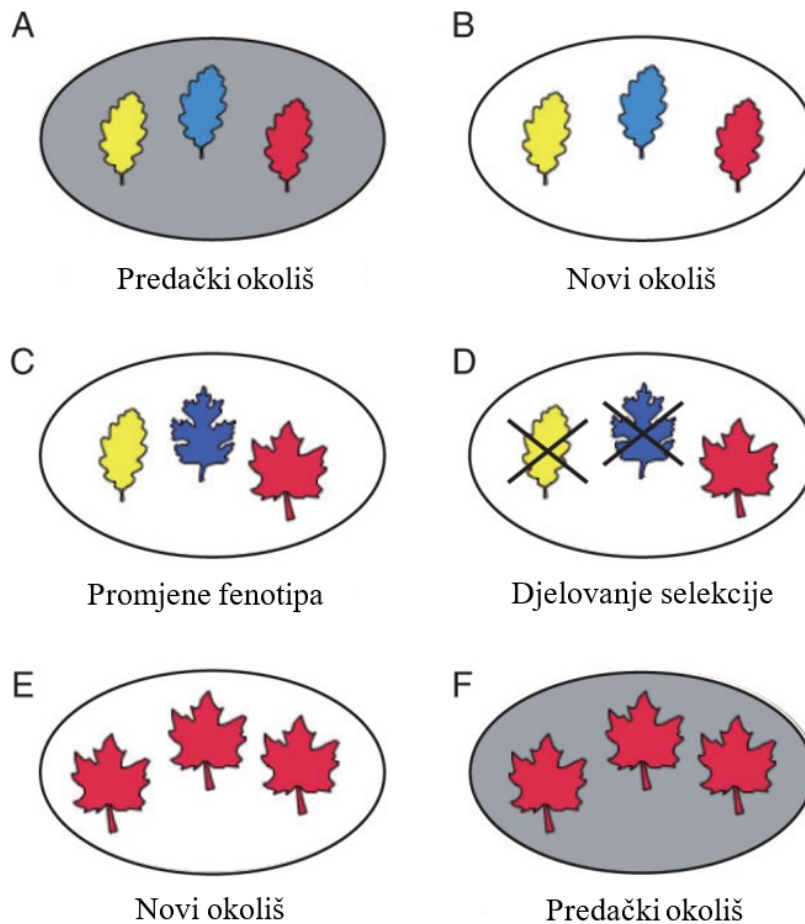 A
B
Predački okoliš
Novi okoliš
C
D
Promjene fenotipa
Djelovanje selekcije
E
F
Novi okoliš
Predački okoliš